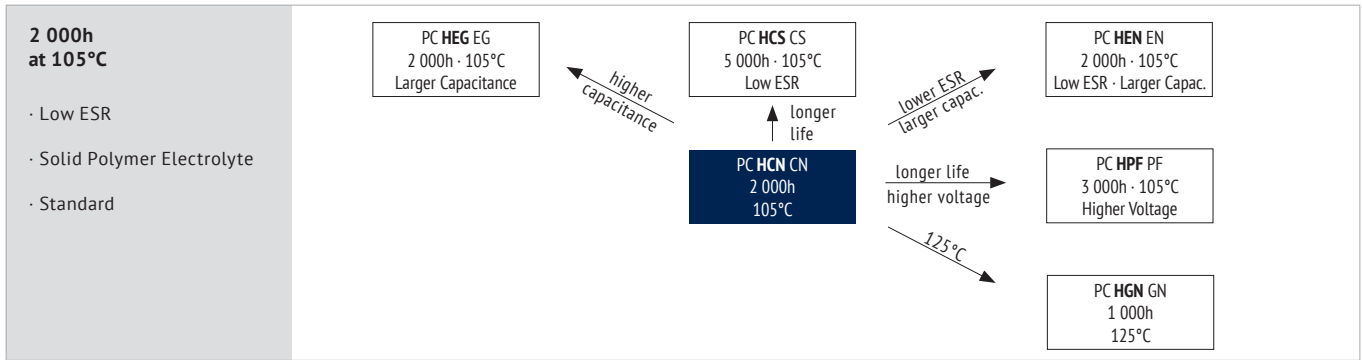 2 000h
at 105°C
· Low ESR
· Solid Polymer Electrolyte
· Standard
PC HEG EG
2 000h · 105°C
Larger Capacitance
higher
capacitance
PC HCS CS
5 000h · 105°C
Low ESR
longer
life
PC HCN CN
2 000h
105°C
lower ESR
larger capac.
PC HEN EN
2 000h · 105°C
Low ESR · Larger Capac.
longer life
higher voltage
PC HPF PF
3 000h · 105°C
Higher Voltage
125°C
PC HGN GN
1 000h
125°C